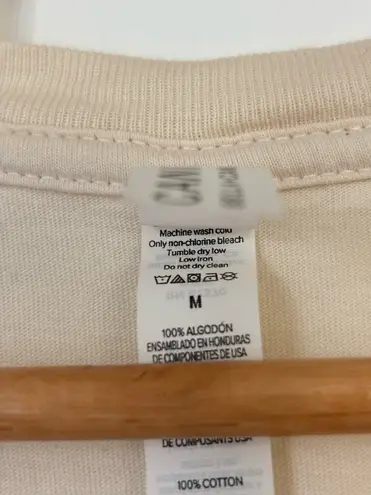 CAN
Machine wash cold
Only non-chlorine bleach
Tumble dry low
Low iron
Do not dry clean
M
100% ALGODÓN
ENSAMBLADO EN HONDURAS
DE COMPONENTES DE USA
DE COMPOSANTS USA
100% COTTON